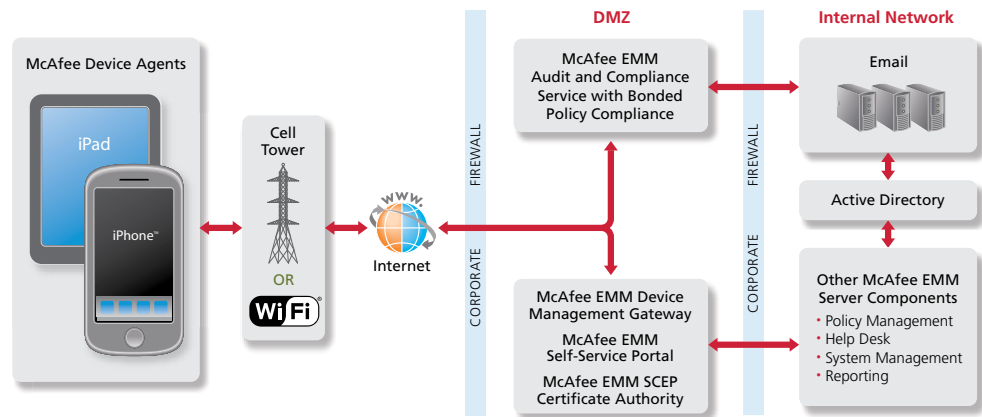 McAfee Device Agents
iPad
iPhone™
Cell
Tower
OR
WiFi®
www.
Internet
CORPORATE FIREWALL
DMZ
McAfee EMM
Audit and Compliance
Service with Bonded
Policy Compliance
McAfee EMM Device
Management Gateway
McAfee EMM
Self-Service Portal
McAfee EMM SCEP
Certificate Authority
CORPORATE FIREWALL
Internal Network
Email
Active Directory
Other McAfee EMM
Server Components
• Policy Management
• Help Desk
• System Management
• Reporting